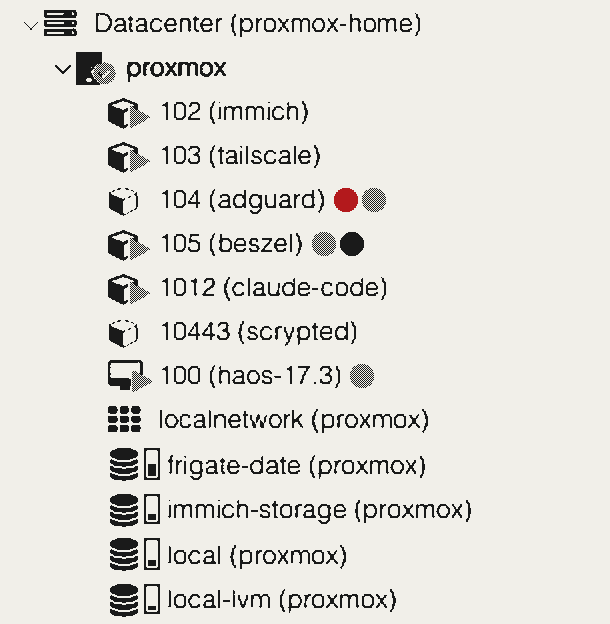 Datacenter (proxmox-home)
proxmox
102 (immich)
103 (tailscale)
104 (adguard)
105 (beszel)
1012 (claude-code)
10443 (scrypted)
100 (haos-17.3)
localnetwork (proxmox)
frigate-date (proxmox)
immich-storage (proxmox)
local (proxmox)
local-lvm (proxmox)